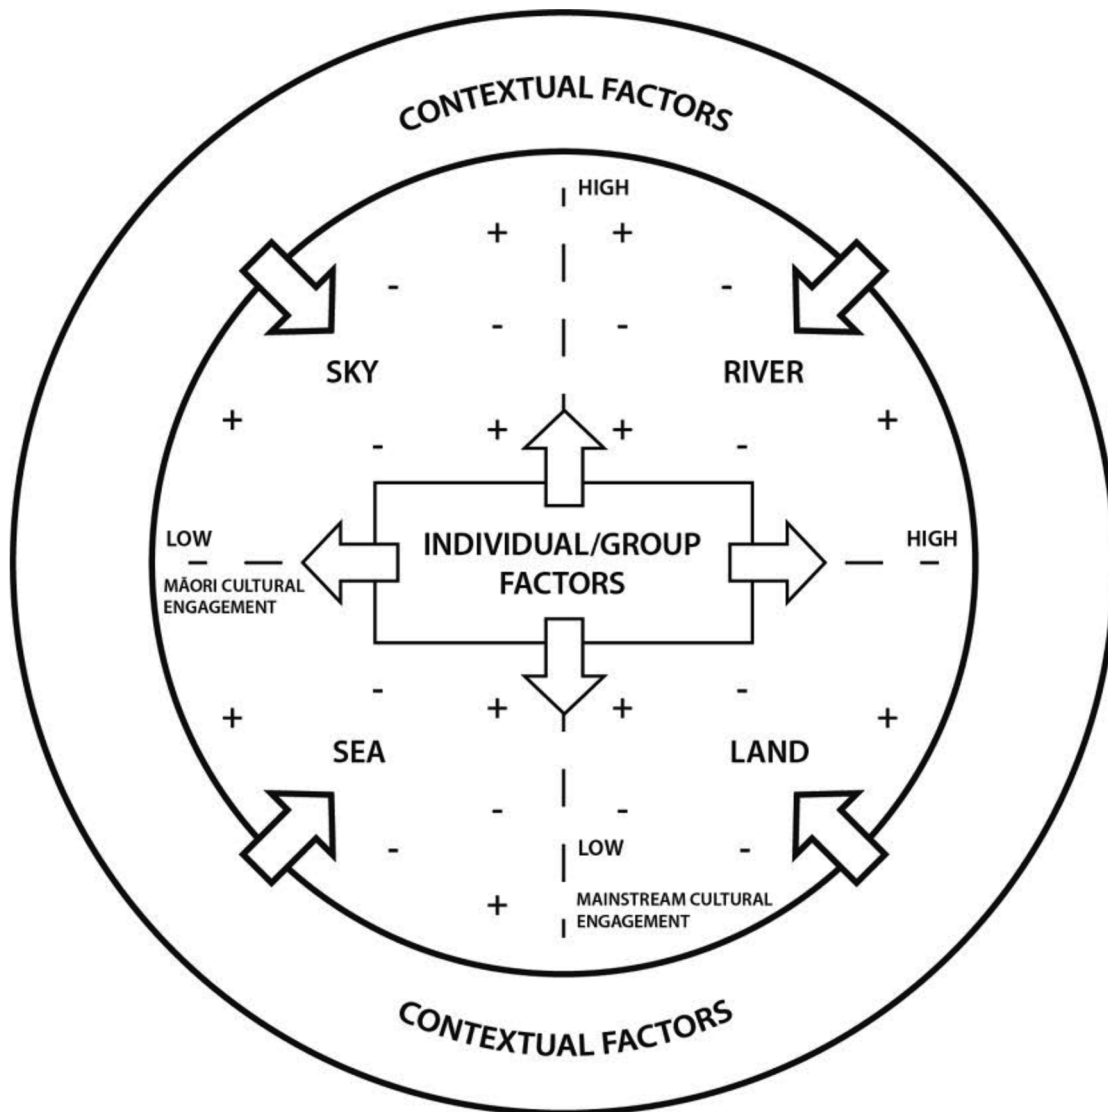 CONTEXTUAL FACTORS
HIGH
+ +
- -
- -
SKY RIVER
+ + + +
- -
LOW
HIGH
MĀORI CULTURAL
ENGAGEMENT
INDIVIDUAL/GROUP
FACTORS
- -
+ + + +
SEA LAND
- -
LOW
- -
+
MAINSTREAM CULTURAL
ENGAGEMENT
CONTEXTUAL FACTORS